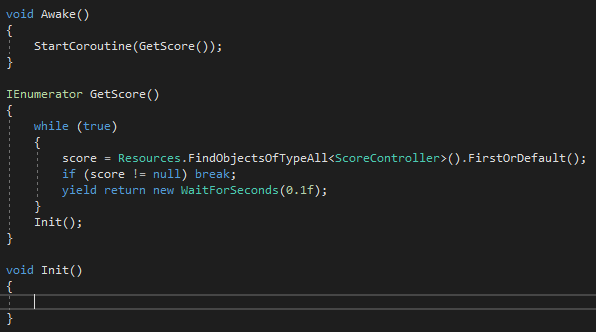 void Awake()
{
    StartCoroutine(GetScore());
}

IEnumerator GetScore()
{
    while (true)
    {
        score = Resources.FindObjectsOfTypeAll<ScoreController>().FirstOrDefault();
        if (score != null) break;
        yield return new WaitForSeconds(0.1f);
    }
    Init();
}

void Init()
{

}